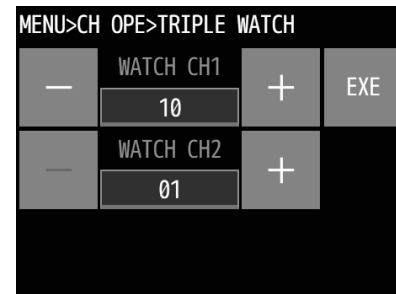 MENU>CH OPE>TRIPLE WATCH
− WATCH CH1 + EXE
10
− WATCH CH2 +
01